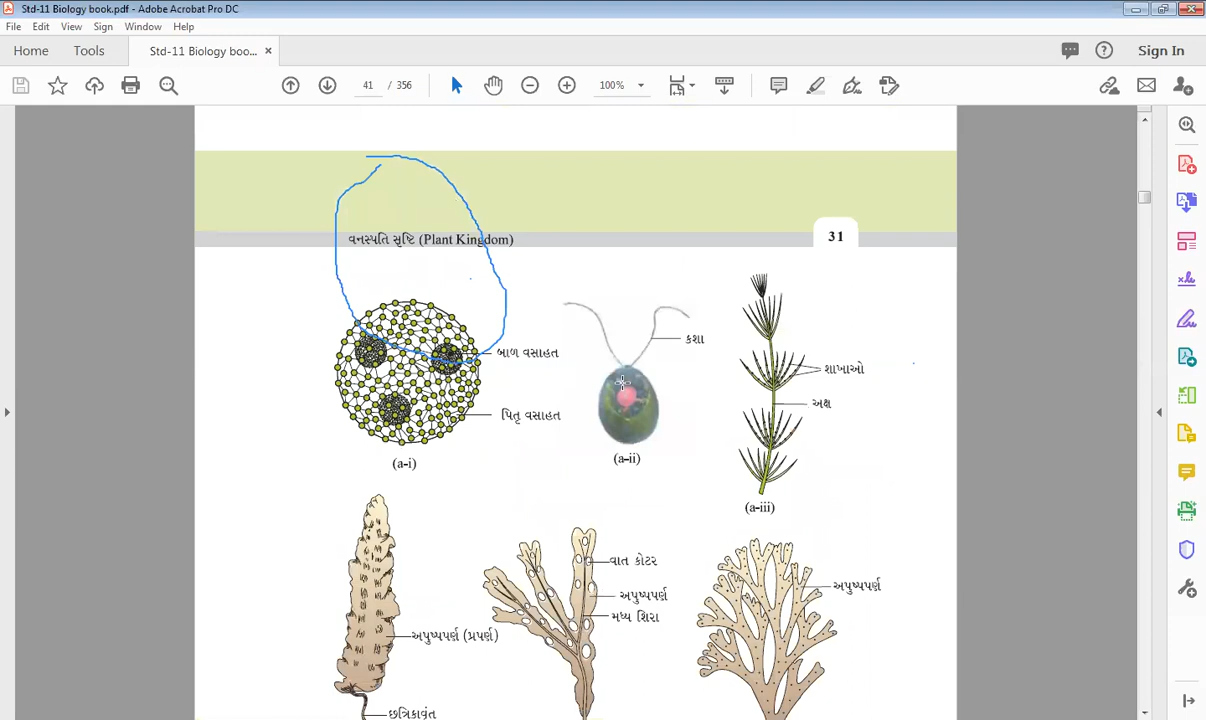 Std-11 Biology book.pdf - Adobe Acrobat Pro DC
File Edit View Sign Window Help
Home Tools Std-11 Biology boo... × Sign In
41 / 356 100%
વનસ્પતિ સૃષ્ટિ (Plant Kingdom) 31
બાળ વસાહત
પિતૃ વસાહત
(a-i)
કશા
(a-ii)
શાખાઓ
અક્ષ
(a-iii)
અપુષ્પપર્ણ (પ્રપર્ણ)
છત્રિકાવૃંત
વાત કોટર
અપુષ્પપર્ણ
મધ્ય શિરા
અપુષ્પપર્ણ